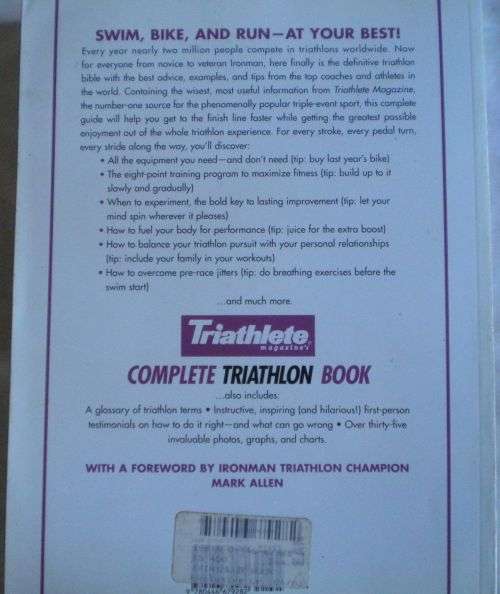 SWIM, BIKE, AND RUN—AT YOUR BEST!
Every year nearly two million people compete in triathlons worldwide. Now
for everyone from novice to veteran Ironman, here finally is the definitive triathlon
bible with the best advice, examples, and tips from the top coaches and athletes in
the world. Containing the wisest, most useful information from Triathlete Magazine,
the number-one source for the phenomenally popular triple-event sport, this complete
guide will help you get to the finish line faster while getting the greatest possible
enjoyment out of the whole triathlon experience. For every stroke, every pedal turn,
every stride along the way, you'll discover:
• All the equipment you need—and don't need (tip: buy last year's bike)
• The eight-point training program to maximize fitness (tip: build up to it
slowly and gradually)
• When to experiment, the bold key to lasting improvement (tip: let your
mind spin wherever it pleases)
• How to fuel your body for performance (tip: juice for the extra boost)
• How to balance your triathlon pursuit with your personal relationships
(tip: include your family in your workouts)
• How to overcome pre-race jitters (tip: do breathing exercises before the
swim start)
...and much more.
Triathlete
magazine's
COMPLETE TRIATHLON BOOK
...also includes:
A glossary of triathlon terms • Instructive, inspiring (and hilarious!) first-person
testimonials on how to do it right—and what can go wrong • Over thirty-five
invaluable photos, graphs, and charts.
WITH A FOREWORD BY IRONMAN TRIATHLON CHAMPION
MARK ALLEN